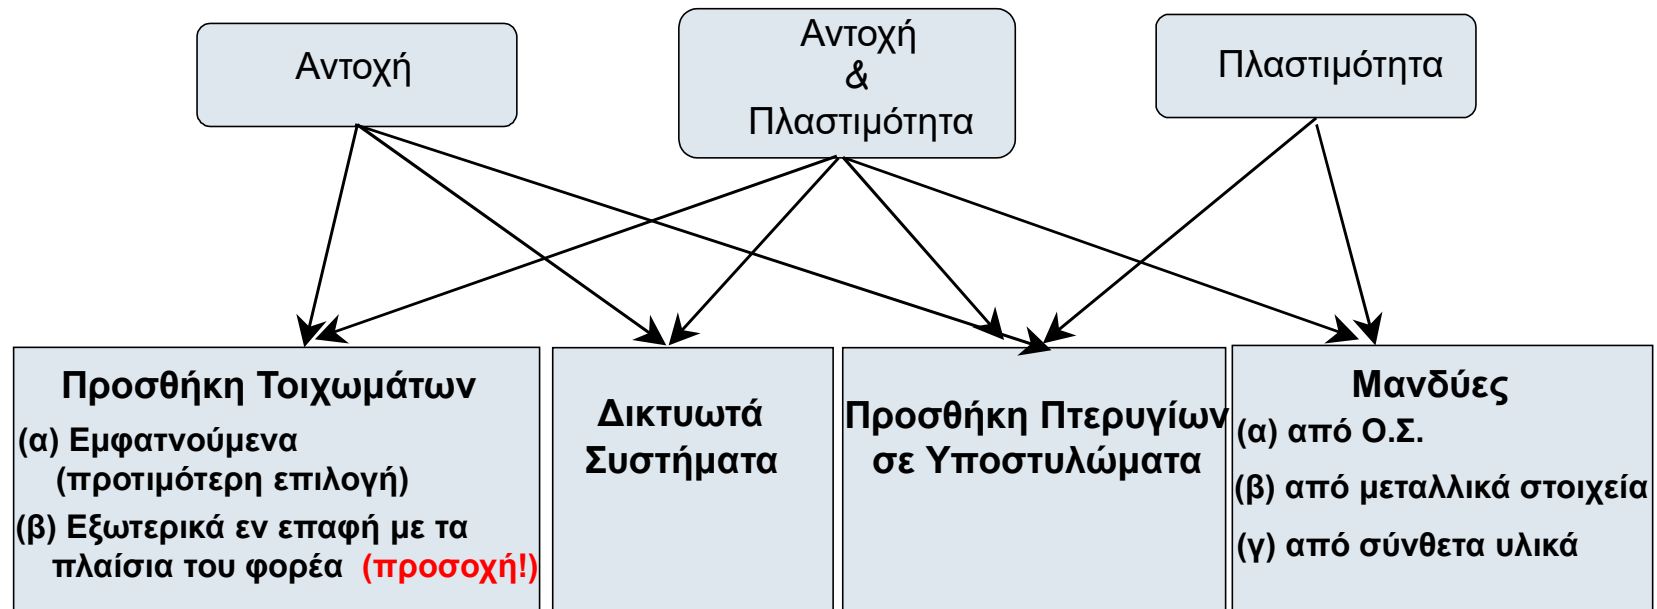 Αντοχή
Αντοχή
&
Πλαστιμότητα
Πλαστιμότητα
Προσθήκη Τοιχωμάτων
(α) Εμφατνούμενα
(προτιμότερη επιλογή)
(β) Εξωτερικά εν επαφή με τα
πλαίσια του φορέα (προσοχή!)
Δικτυωτά
Συστήματα
Προσθήκη Πτερυγίων
σε Υποστυλώματα
Μανδύες
(α) από Ο.Σ.
(β) από μεταλλικά στοιχεία
(γ) από σύνθετα υλικά